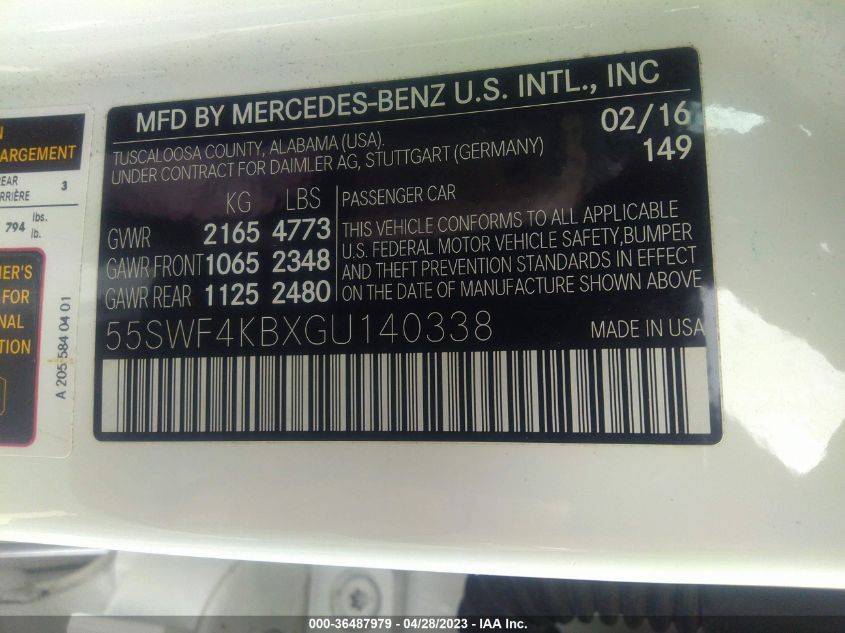 N
ARGEMENT
REAR
RRIÈRE 3
794 lbs.
lb.
NER'S
FOR
NAL
TION
A 205 584 04 01
MFD BY MERCEDES-BENZ U.S. INTL., INC
TUSCALOOSA COUNTY, ALABAMA (USA).
UNDER CONTRACT FOR DAIMLER AG, STUTTGART (GERMANY)
02/16
149
KG LBS
GVWR 2165 4773
GAWR FRONT 1065 2348
GAWR REAR 1125 2480
PASSENGER CAR
THIS VEHICLE CONFORMS TO ALL APPLICABLE
U.S. FEDERAL MOTOR VEHICLE SAFETY,BUMPER
AND THEFT PREVENTION STANDARDS IN EFFECT
ON THE DATE OF MANUFACTURE SHOWN ABOVE
55SWF4KBXGU140338
MADE IN USA
000-36487979 | 04/28/2023 | IAA Inc.